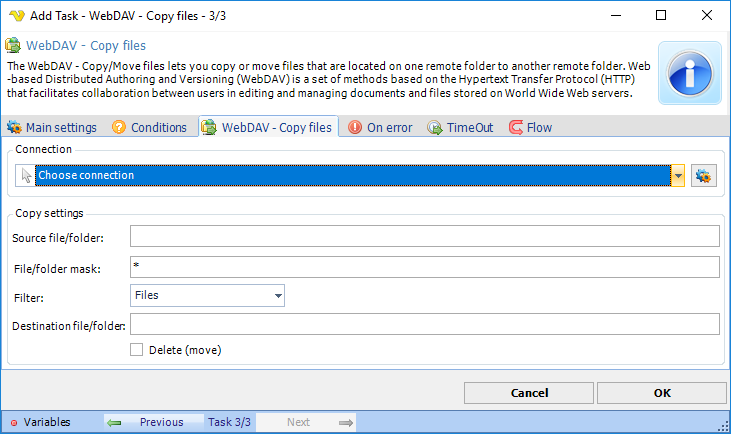 Add Task - WebDAV - Copy files - 3/3
WebDAV - Copy files
The WebDAV - Copy/Move files lets you copy or move files that are located on one remote folder to another remote folder. Web
-based Distributed Authoring and Versioning (WebDAV) is a set of methods based on the Hypertext Transfer Protocol (HTTP)
that facilitates collaboration between users in editing and managing documents and files stored on World Wide Web servers.
Main settings Conditions WebDAV - Copy files On error TimeOut Flow
Connection
Choose connection
Copy settings
Source file/folder:
File/folder mask: *
Filter: Files
Destination file/folder:
Delete (move)
Cancel OK
Variables Previous Task 3/3 Next